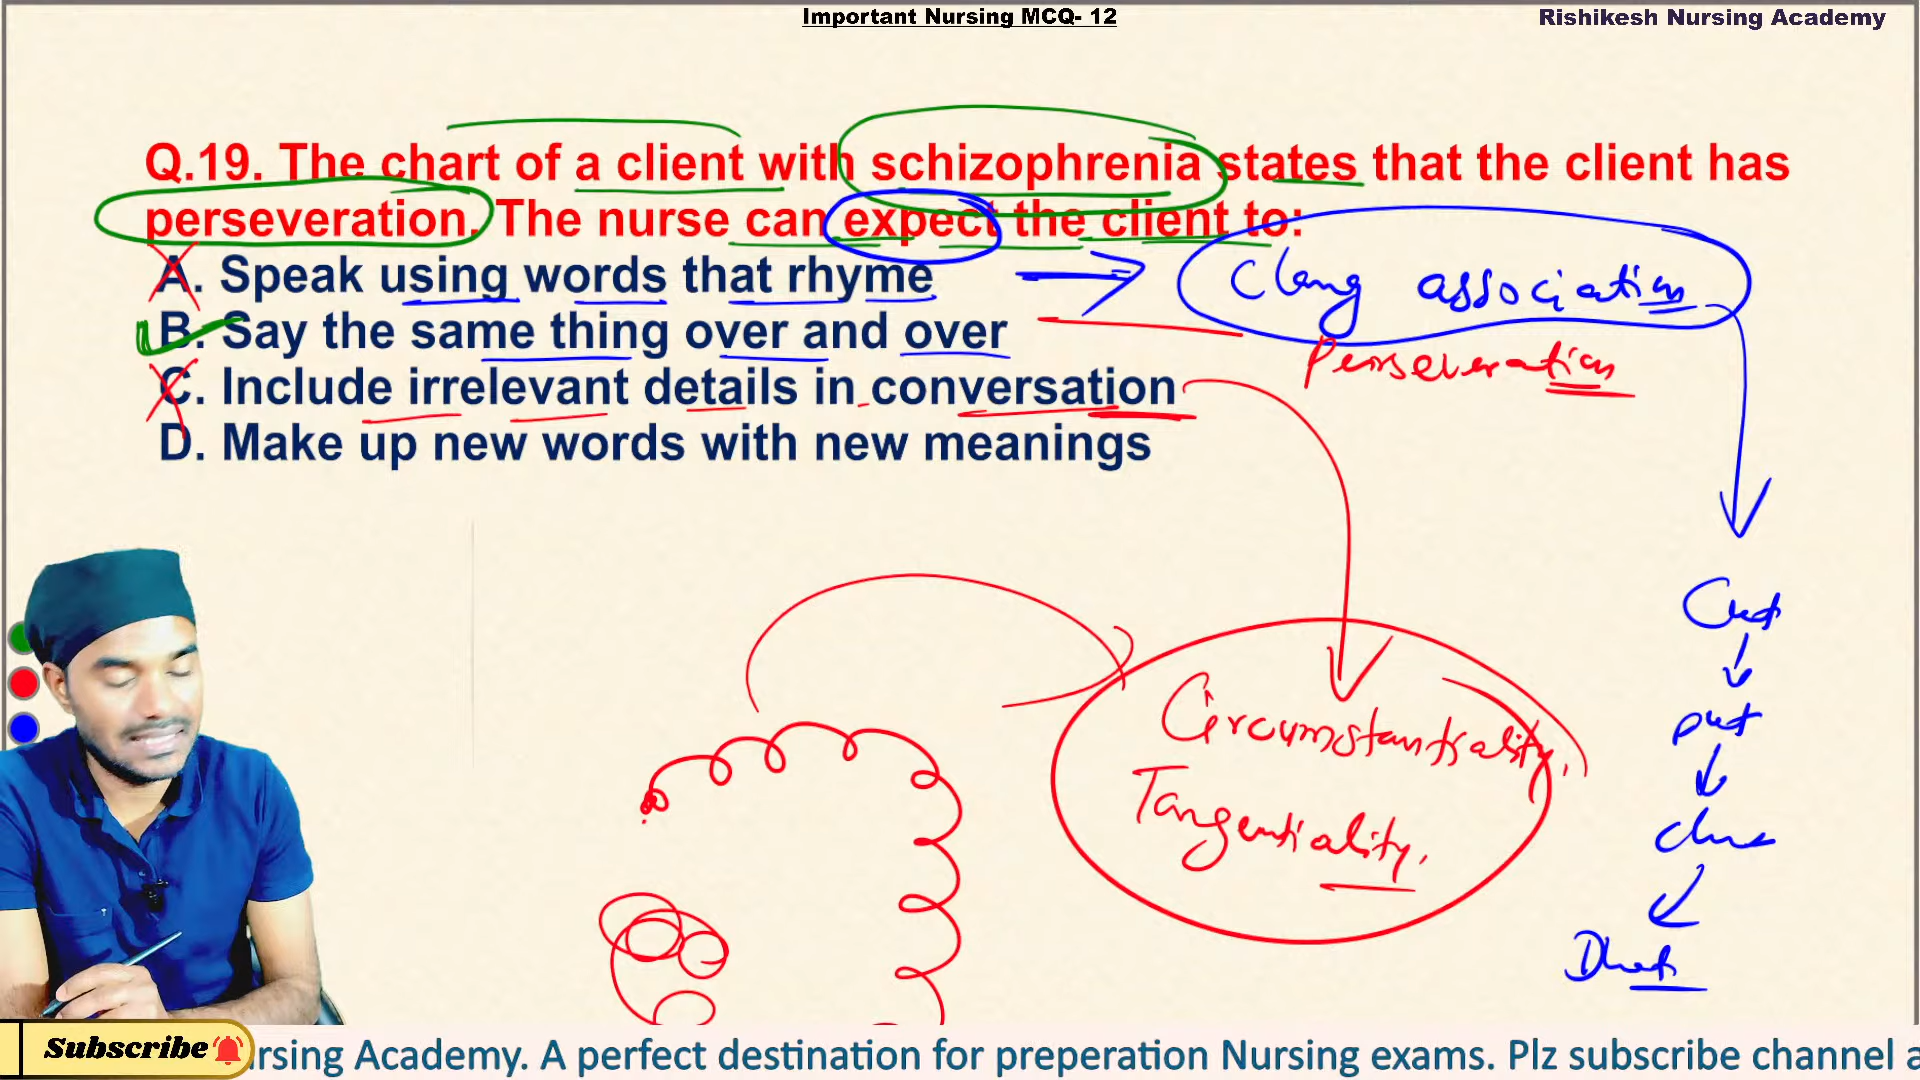 Important Nursing MCQ- 12
Rishikesh Nursing Academy
Q.19. The chart of a client with schizophrenia states that the client has
perseveration. The nurse can expect the client to:
A. Speak using words that rhyme
Clang association
B. Say the same thing over and over
Perseveration
C. Include irrelevant details in conversation
D. Make up new words with new meanings
Circumstantiality,
Tangentiality.
Subscribe
rsing Academy. A perfect destination for preperation Nursing exams. Plz subscribe channel a